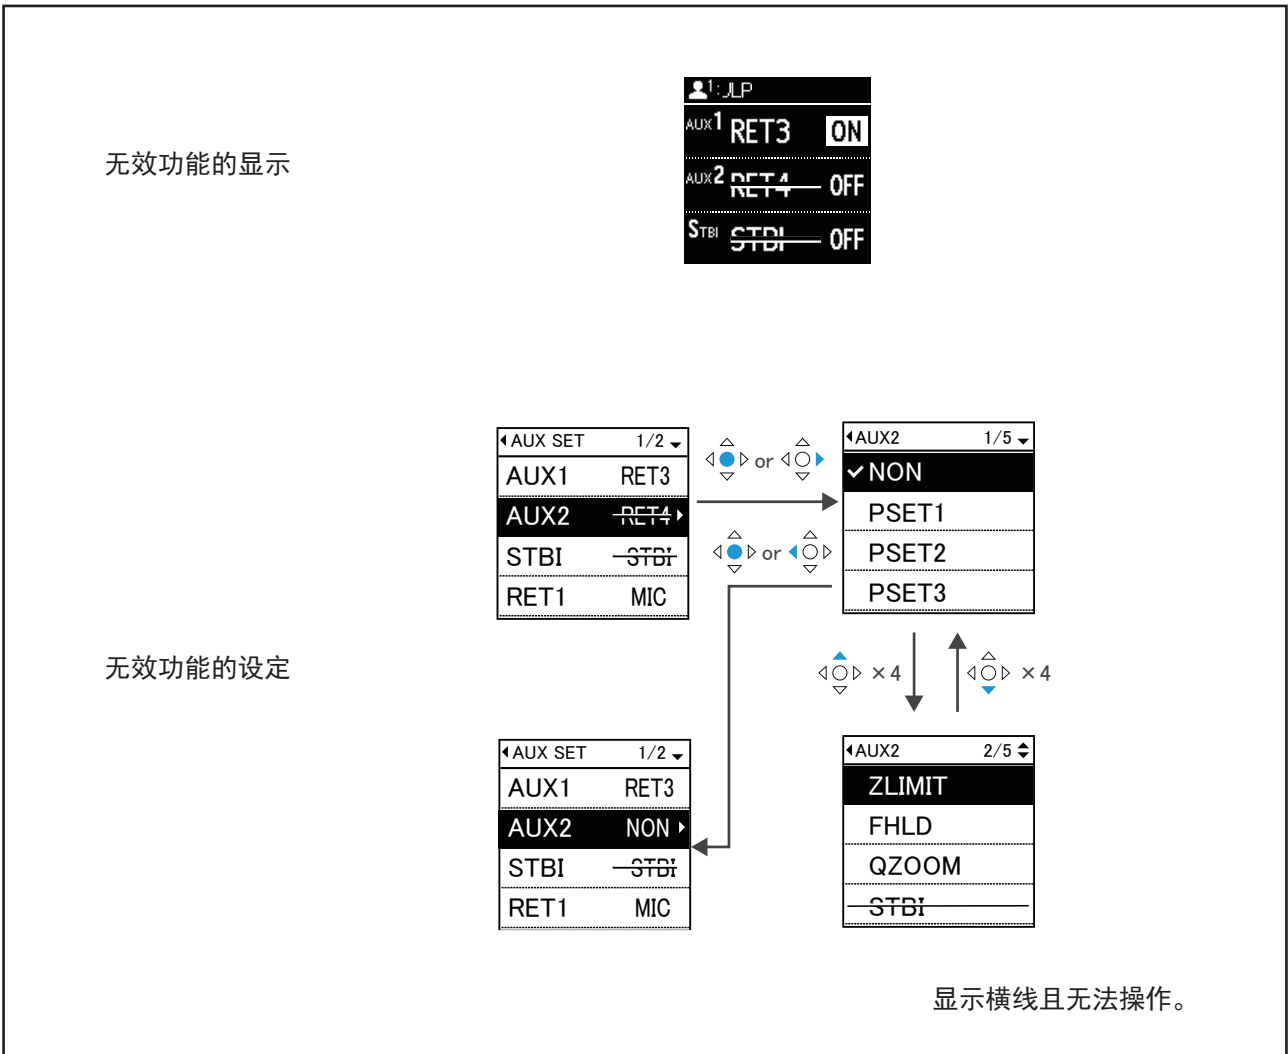 1:JLP
AUX1 RET3 ON
无效功能的显示
AUX2 RET4 OFF
STBI STBI OFF
AUX SET 1/2
AUX1 RET3
AUX2 RET4
STBI STBI
RET1 MIC
or
or
AUX2 1/5
NON
PSET1
PSET2
PSET3
无效功能的设定
×4
×4
AUX SET 1/2
AUX1 RET3
AUX2 NON
STBI STBI
RET1 MIC
AUX2 2/5
ZLIMIT
FHLD
QZOOM
STBI
显示横线且无法操作。